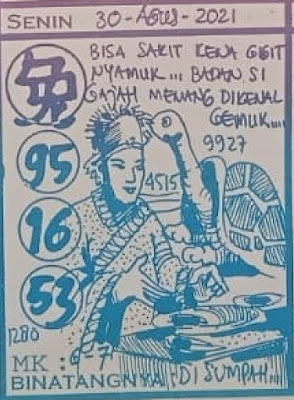 SENIN 30-AGUS-2021
BISA SAKIT KENA GIGIT
NYAMUK... BADAN SI
GAJAH MENANG DIKENAL
GEMUK....
兔
9927
95
4515
16
53
1280
MK : 6-7
BINATANGNYA : DI SUMPAH...